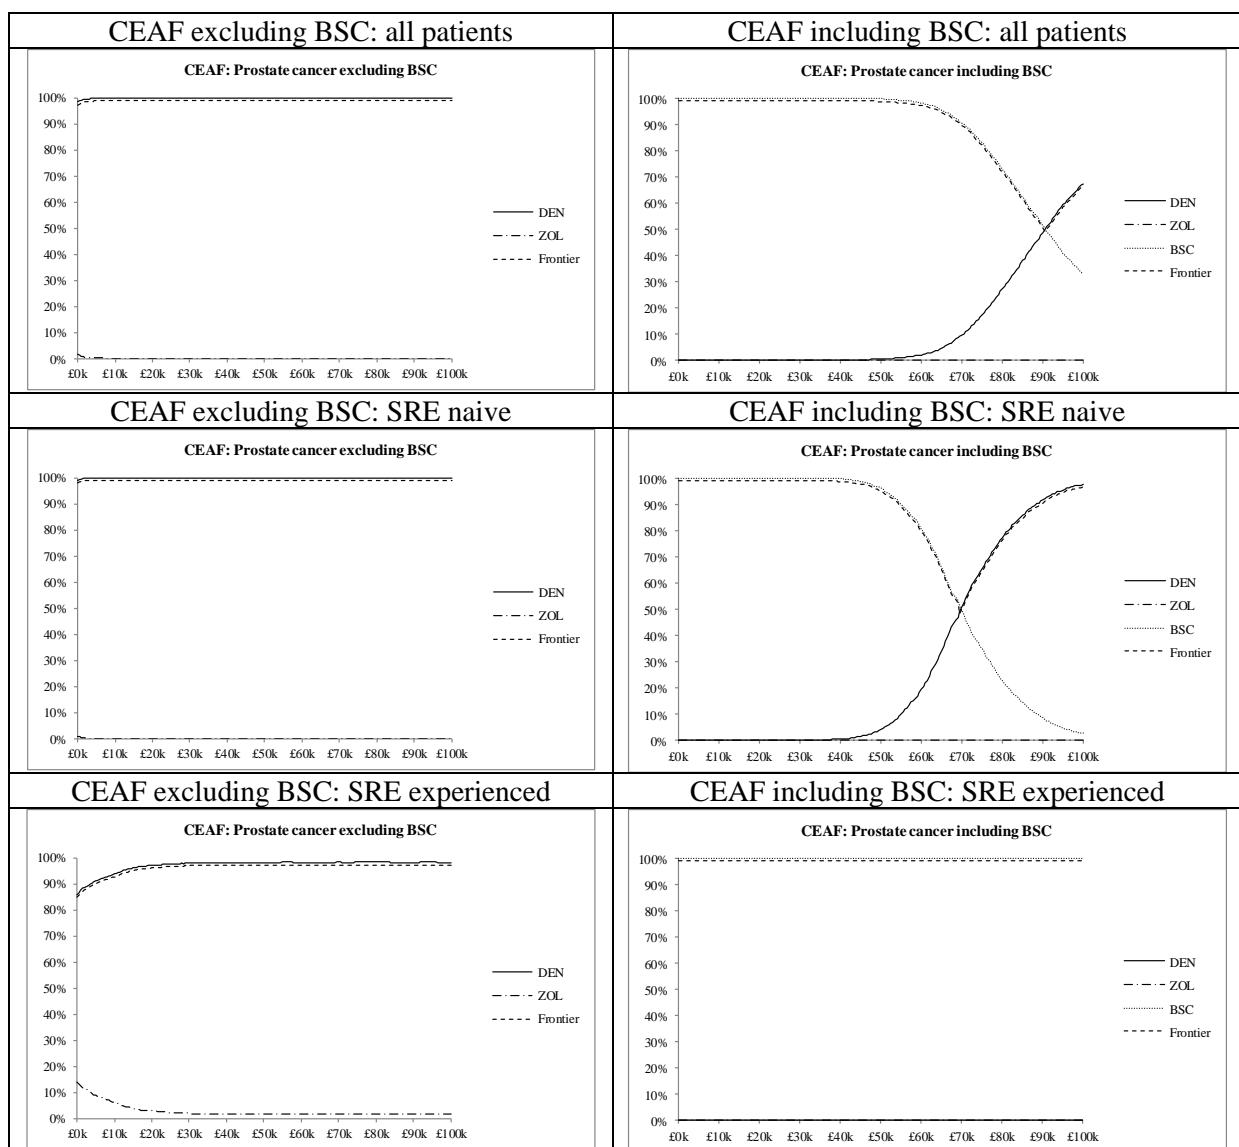 CEAF excluding BSC: all patients
CEAF including BSC: all patients
CEAF: Prostate cancer excluding BSC
100%
90%
80%
70%
60%
50%
40%
30%
20%
10%
0%
£0k £10k £20k £30k £40k £50k £60k £70k £80k £90k £100k
DEN
ZOL
Frontier
CEAF: Prostate cancer including BSC
100%
90%
80%
70%
60%
50%
40%
30%
20%
10%
0%
£0k £10k £20k £30k £40k £50k £60k £70k £80k £90k £100k
DEN
ZOL
BSC
Frontier
CEAF excluding BSC: SRE naive
CEAF including BSC: SRE naive
CEAF: Prostate cancer excluding BSC
100%
90%
80%
70%
60%
50%
40%
30%
20%
10%
0%
£0k £10k £20k £30k £40k £50k £60k £70k £80k £90k £100k
DEN
ZOL
Frontier
CEAF: Prostate cancer including BSC
100%
90%
80%
70%
60%
50%
40%
30%
20%
10%
0%
£0k £10k £20k £30k £40k £50k £60k £70k £80k £90k £100k
DEN
ZOL
BSC
Frontier
CEAF excluding BSC: SRE experienced
CEAF including BSC: SRE experienced
CEAF: Prostate cancer excluding BSC
100%
90%
80%
70%
60%
50%
40%
30%
20%
10%
0%
£0k £10k £20k £30k £40k £50k £60k £70k £80k £90k £100k
DEN
ZOL
Frontier
CEAF: Prostate cancer including BSC
100%
90%
80%
70%
60%
50%
40%
30%
20%
10%
0%
£0k £10k £20k £30k £40k £50k £60k £70k £80k £90k £100k
DEN
ZOL
BSC
Frontier